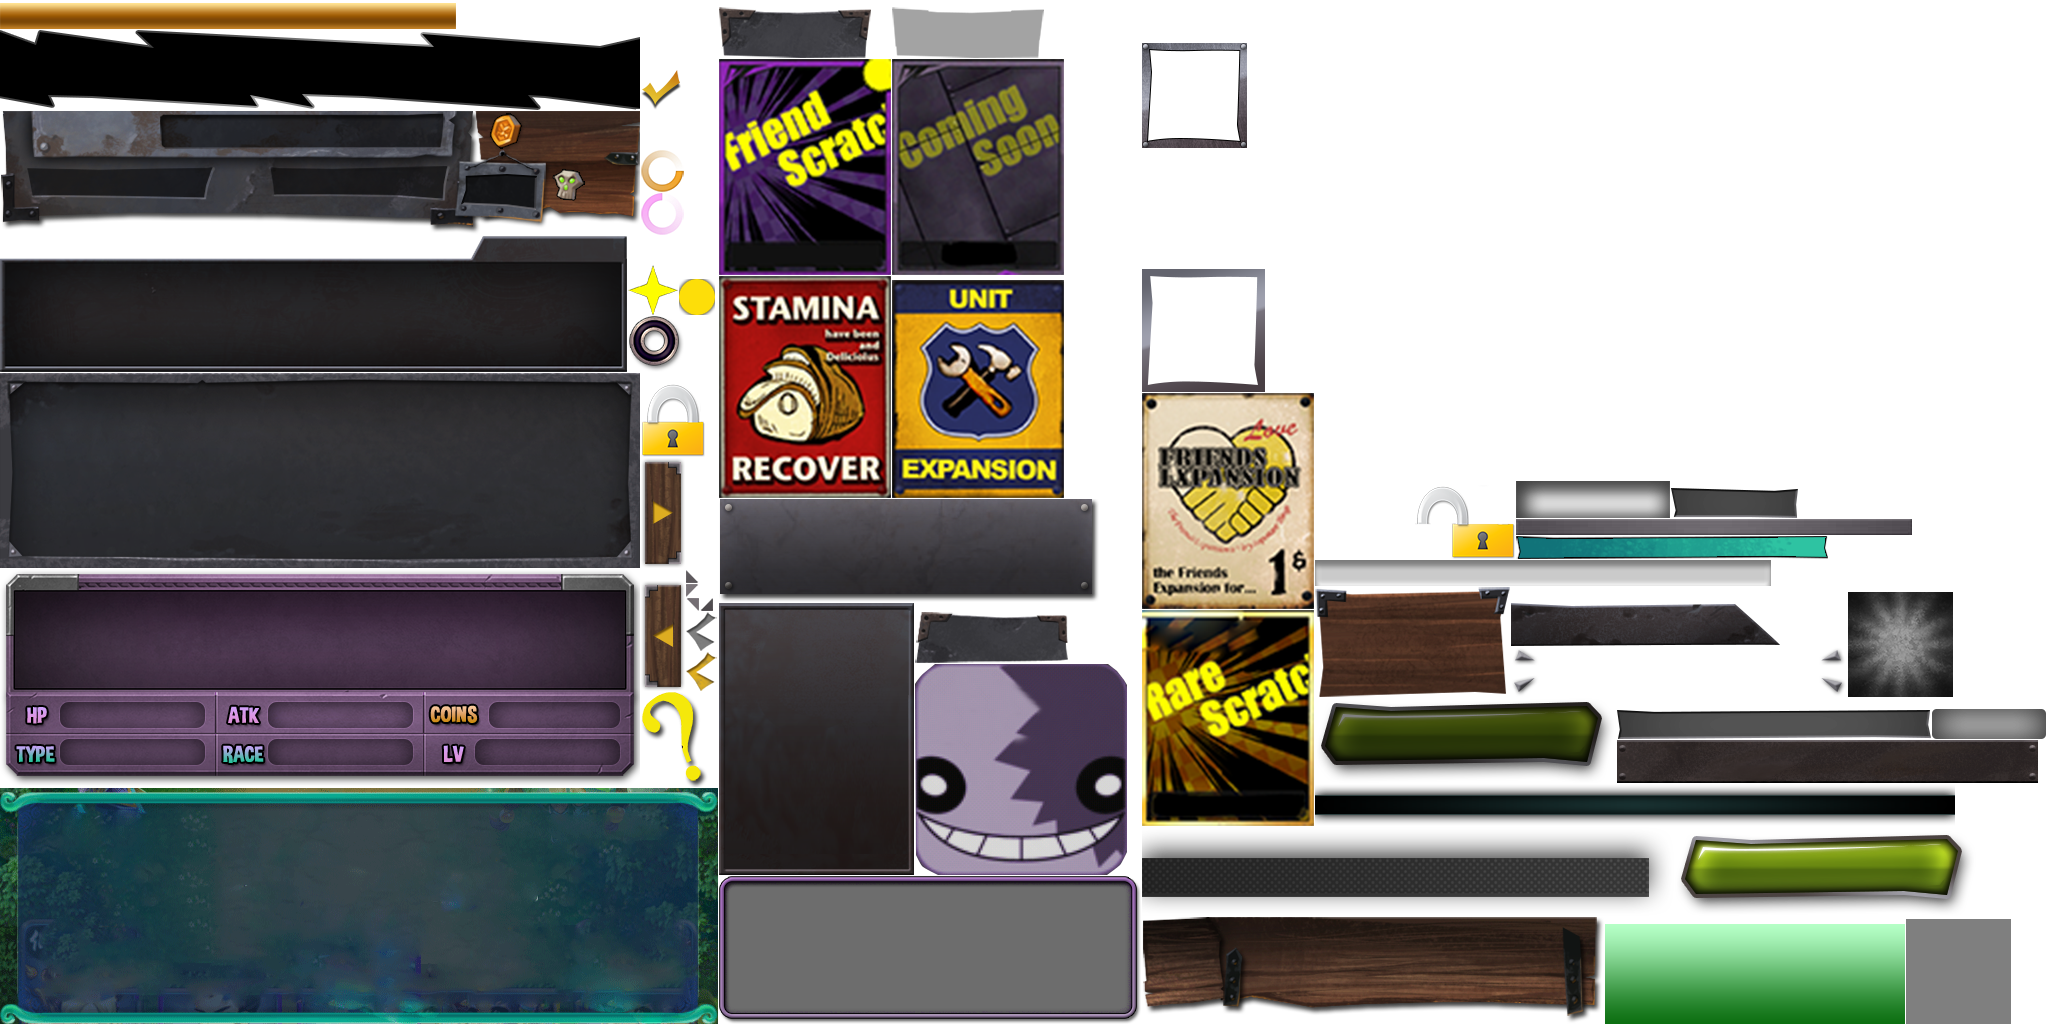 HP
ATK
COINS
TYPE
RACE
LV
Friend
Scratc
Coming
Soon
STAMINA
have been
and
Delicious
RECOVER
UNIT
EXPANSION
Love
FRIENDS
EXPANSION
the Friends
Expansion for...
1$
Rare
Scratc